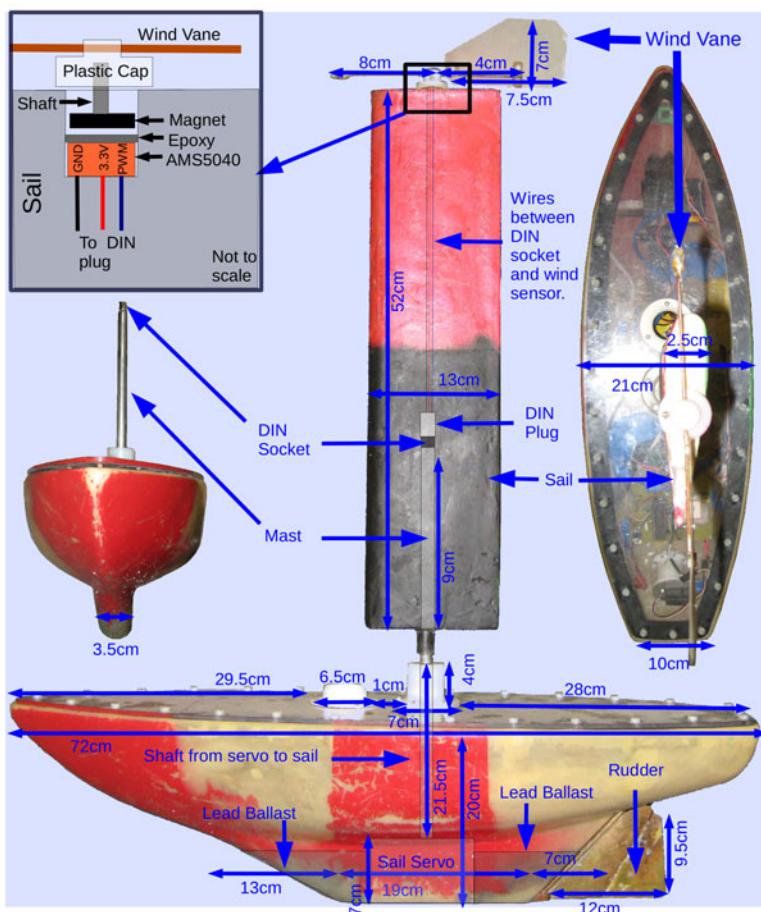 Wind Vane
Plastic Cap
Shaft
Magnet
Epoxy
AMS5040
GND
3.3V
PWM
Sail
To DIN
plug
Not to
scale
8cm
4cm
7cm
7.5cm
Wind Vane
Wires
between
DIN
socket
and wind
sensor.
52cm
13cm
2.5cm
21cm
DIN
Socket
DIN
Plug
Sail
Mast
9cm
3.5cm
10cm
29.5cm
6.5cm
1cm
4cm
7cm
28cm
72cm
Shaft from servo to sail
21.5cm
20cm
Rudder
Lead Ballast
Lead Ballast
9.5cm
Sail Servo
7cm
13cm
19cm
7cm
12cm